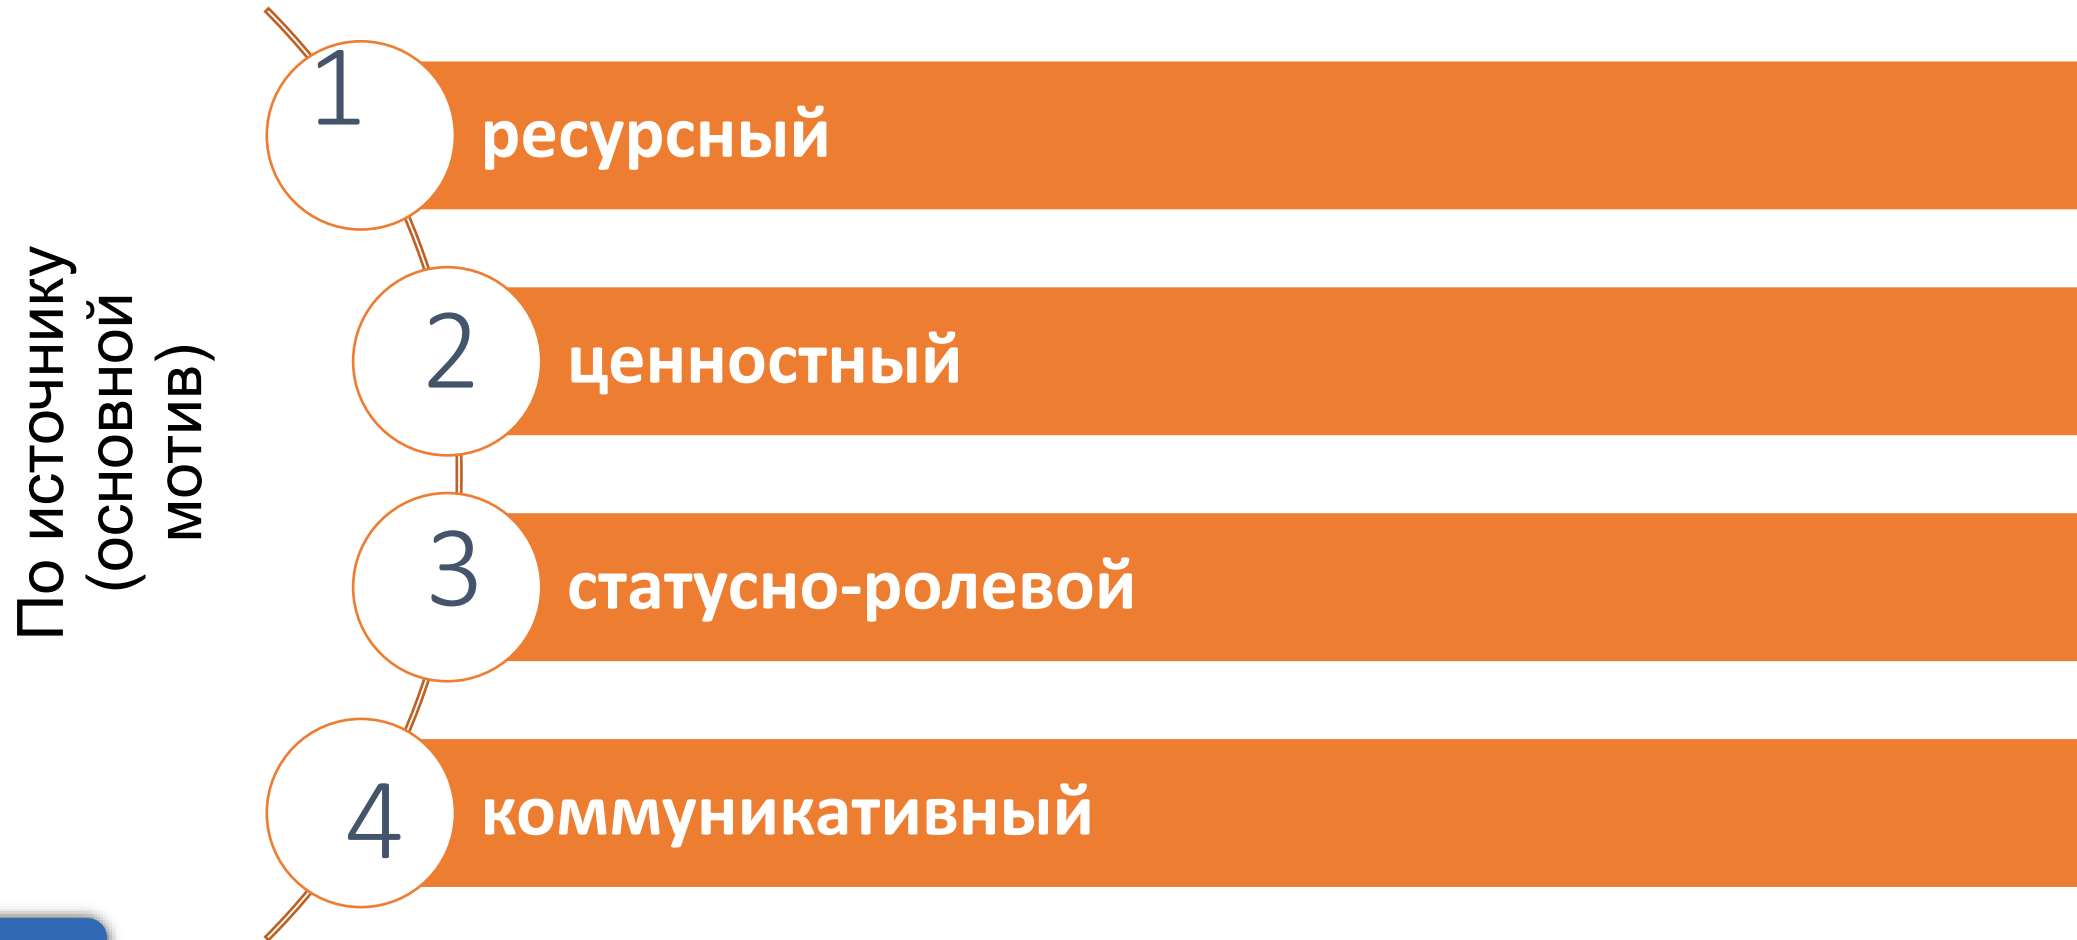 По источнику
(основной
мотив)
1
ресурсный
2
ценностный
3
статусно-ролевой
4
коммуникативный